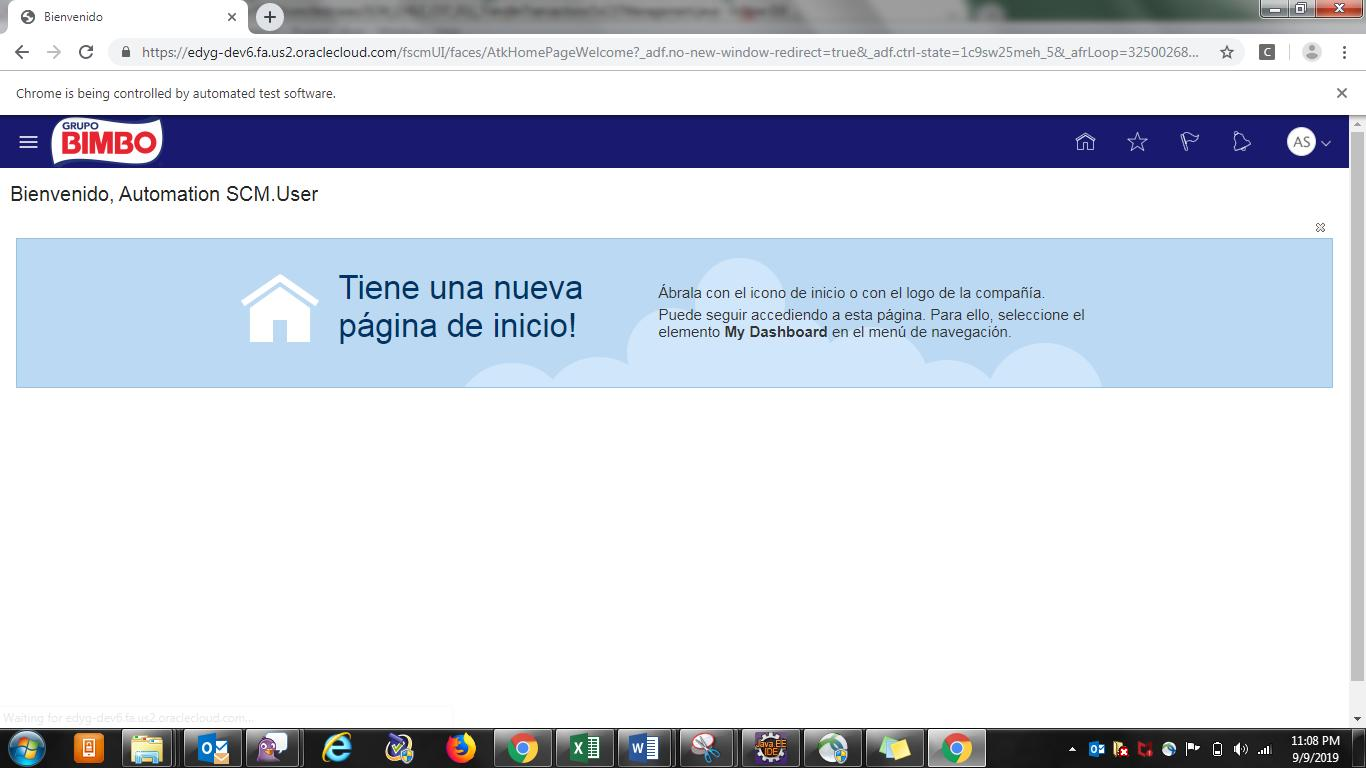 Bienvenido
https://edyg-dev6.fa.us2.oraclecloud.com/fscmUI/faces/AtkHomePageWelcome?_adf.no-new-window-redirect=true&_adf.ctrl-state=1c9sw25meh_5&_afrLoop=32500268...
C
Chrome is being controlled by automated test software.
GRUPO
BIMBO
AS
Bienvenido, Automation SCM.User
Tiene una nueva
página de inicio!
Ábrala con el icono de inicio o con el logo de la compañía.
Puede seguir accediendo a esta página. Para ello, seleccione el
elemento My Dashboard en el menú de navegación.
Waiting for edyg-dev6.fa.us2.oraclecloud.com...
Java EE
IDE
11:08 PM
9/9/2019